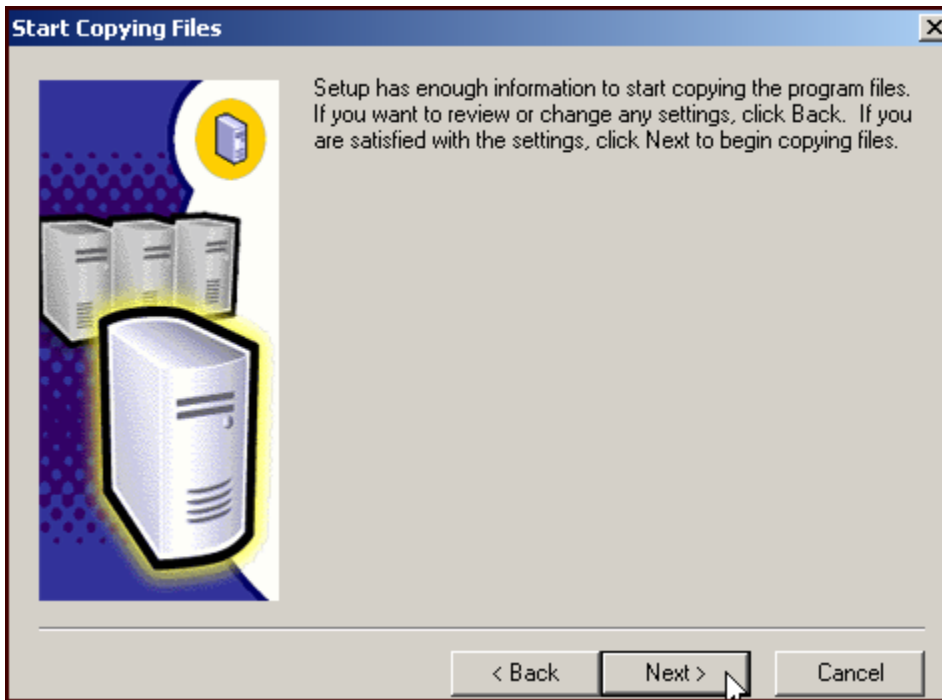 Start Copying Files
Setup has enough information to start copying the program files.
If you want to review or change any settings, click Back. If you
are satisfied with the settings, click Next to begin copying files.
< Back
Next >
Cancel